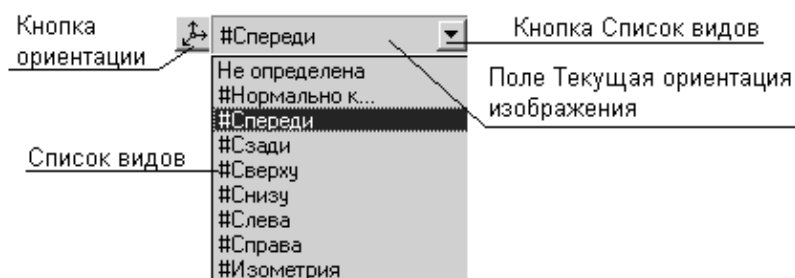 Кнопка
ориентации
#Спереди
Кнопка Список видов
Не определена
#Нормально к...
#Спереди
#Сзади
#Сверху
#Снизу
#Слева
#Справа
#Изометрия
Поле Текущая ориентация
изображения
Список видов